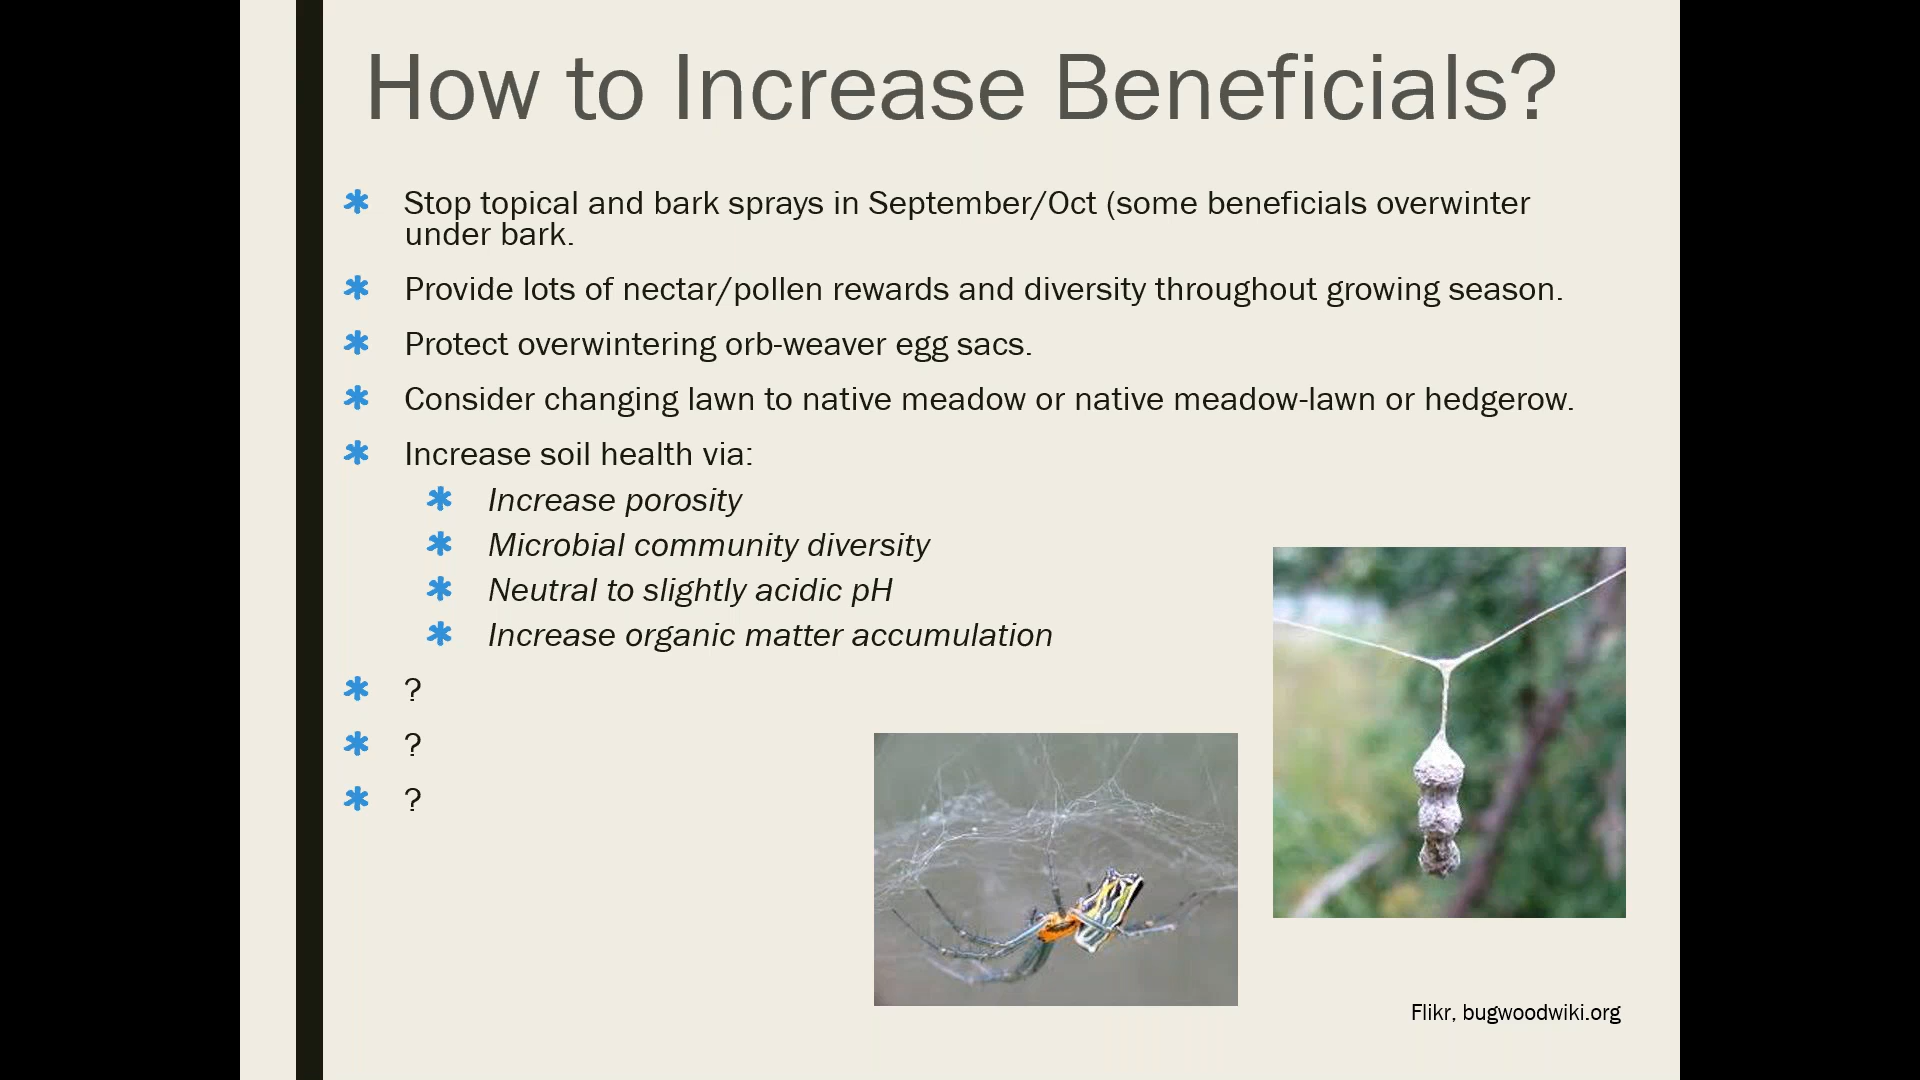 How to Increase Beneficials?
Stop topical and bark sprays in September/Oct (some beneficials overwinter
under bark.
Provide lots of nectar/pollen rewards and diversity throughout growing season.
Protect overwintering orb-weaver egg sacs.
Consider changing lawn to native meadow or native meadow-lawn or hedgerow.
Increase soil health via:
Increase porosity
Microbial community diversity
Neutral to slightly acidic pH
Increase organic matter accumulation
?
?
?
Flikr, bugwoodwiki.org